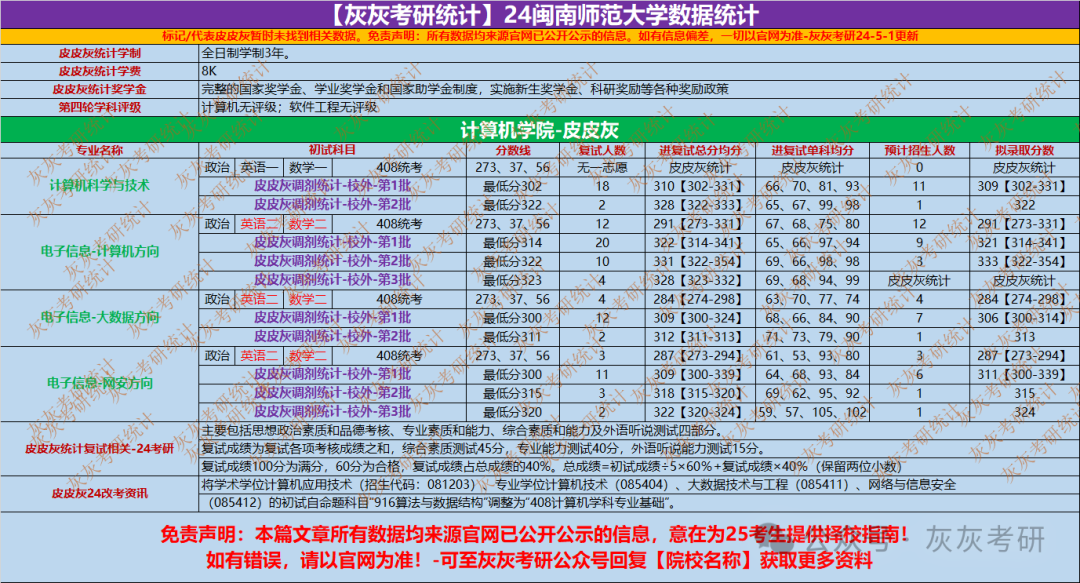 【灰灰考研统计】24闽南师范大学数据统计
标记/代表皮皮灰暂时未找到相关数据。免责声明：所有数据均来源官网已公开公示的信息。如有信息偏差，一切以官网为准-灰灰考研24-5-1更新
皮皮灰统计学制 全日制学制3年。
皮皮灰统计学费 8K
皮皮灰统计奖学金 完整的国家奖学金、学业奖学金和国家助学金制度，实施新生奖学金、科研奖励等各种奖励政策
第四轮学科评级 计算机无评级；软件工程无评级
计算机学院-皮皮灰
专业名称 初试科目 分数线 复试人数 进复试总分均分 进复试单科均分 预计招生人数 拟录取分数
计算机科学与技术 政治 英语一 数学一 408统考 273、37、56 无一志愿 皮皮灰统计 皮皮灰统计 0 皮皮灰统计
皮皮灰调剂统计-校外-第1批 最低分302 18 310【302-331】 66、70、81、93 11 309【302-331】
皮皮灰调剂统计-校外-第2批 最低分322 2 328【322-333】 65、67、99、98 1 322
电子信息-计算机方向 政治 英语二 数学二 408统考 273、37、56 12 291【273-331】 67、68、75、80 12 291【273-331】
皮皮灰调剂统计-校外-第1批 最低分314 20 322【314-341】 65、66、97、94 9 321【314-341】
皮皮灰调剂统计-校外-第2批 最低分322 10 331【322-354】 69、66、98、98 3 333【322-354】
皮皮灰调剂统计-校外-第3批 最低分323 4 328【323-332】 69、68、94、99 皮皮灰统计 皮皮灰统计
电子信息-大数据方向 政治 英语二 数学二 408统考 273、37、56 4 284【274-298】 63、70、77、74 4 284【274-298】
皮皮灰调剂统计-校外-第1批 最低分300 12 309【300-324】 68、66、84、90 7 306【300-314】
皮皮灰调剂统计-校外-第2批 最低分311 2 312【311-313】 71、73、79、90 1 313
电子信息-网安方向 政治 英语二 数学二 408统考 273、37、56 3 287【273-294】 61、53、93、80 3 287【273-294】
皮皮灰调剂统计-校外-第1批 最低分300 11 309【300-339】 64、68、93、84 6 311【300-339】
皮皮灰调剂统计-校外-第2批 最低分315 3 318【315-320】 69、62、95、92 1 315
皮皮灰调剂统计-校外-第3批 最低分320 2 322【320-324】 59、57、105、102 1 324
皮皮灰统计复试相关-24考研 主要包括思想政治素质和品德考核、专业素质和能力、综合素质和能力及外语听说测试四部分。
复试成绩为复试各项考核成绩之和，综合素质测试45分，专业能力测试40分，外语听说能力测试15分。
复试成绩100分为满分，60分为合格，复试成绩占总成绩的40%。总成绩=初试成绩÷5×60%+复试成绩×40%（保留两位小数）
皮皮灰24改考资讯 将学术学位计算机应用技术（招生代码：081203）、专业学位计算机技术（085404）、大数据技术与工程（085411）、网络与信息安全
（085412）的初试自命题科目“916算法与数据结构”调整为“408计算机学科专业基础”。
免责声明：本篇文章所有数据均来源官网已公开公示的信息，意在为25考生提供择校指南！
如有错误，请以官网为准！-可至灰灰考研公众号回复【院校名称】获取更多资料
公众号 灰灰考研